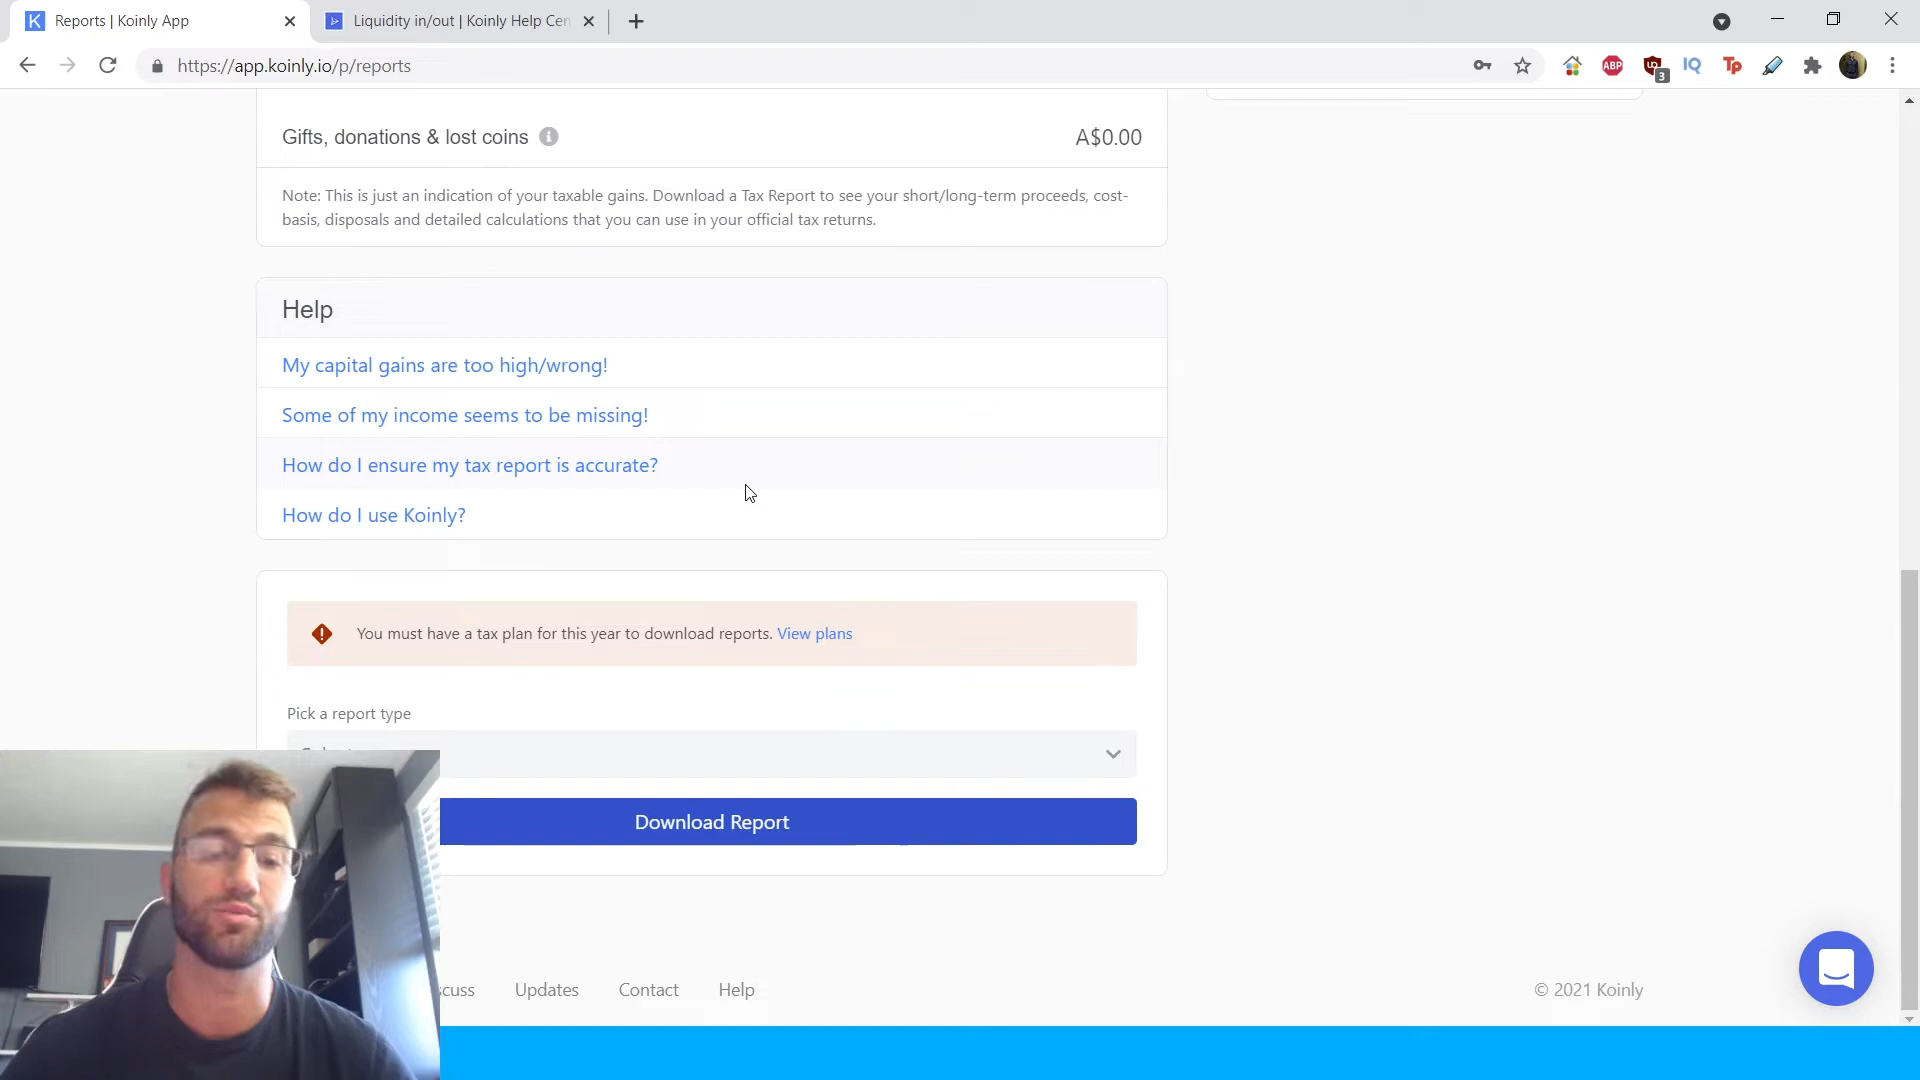 Reports | Koinly App
Liquidity in/out | Koinly Help Cen
https://app.koinly.io/p/reports
ABP
3
IQ
Tp
Gifts, donations & lost coins
A$0.00
Note: This is just an indication of your taxable gains. Download a Tax Report to see your short/long-term proceeds, cost-
basis, disposals and detailed calculations that you can use in your official tax returns.
Help
My capital gains are too high/wrong!
Some of my income seems to be missing!
How do I ensure my tax report is accurate?
How do I use Koinly?
You must have a tax plan for this year to download reports. View plans
Pick a report type
Download Report
Updates
Contact
Help
© 2021 Koinly